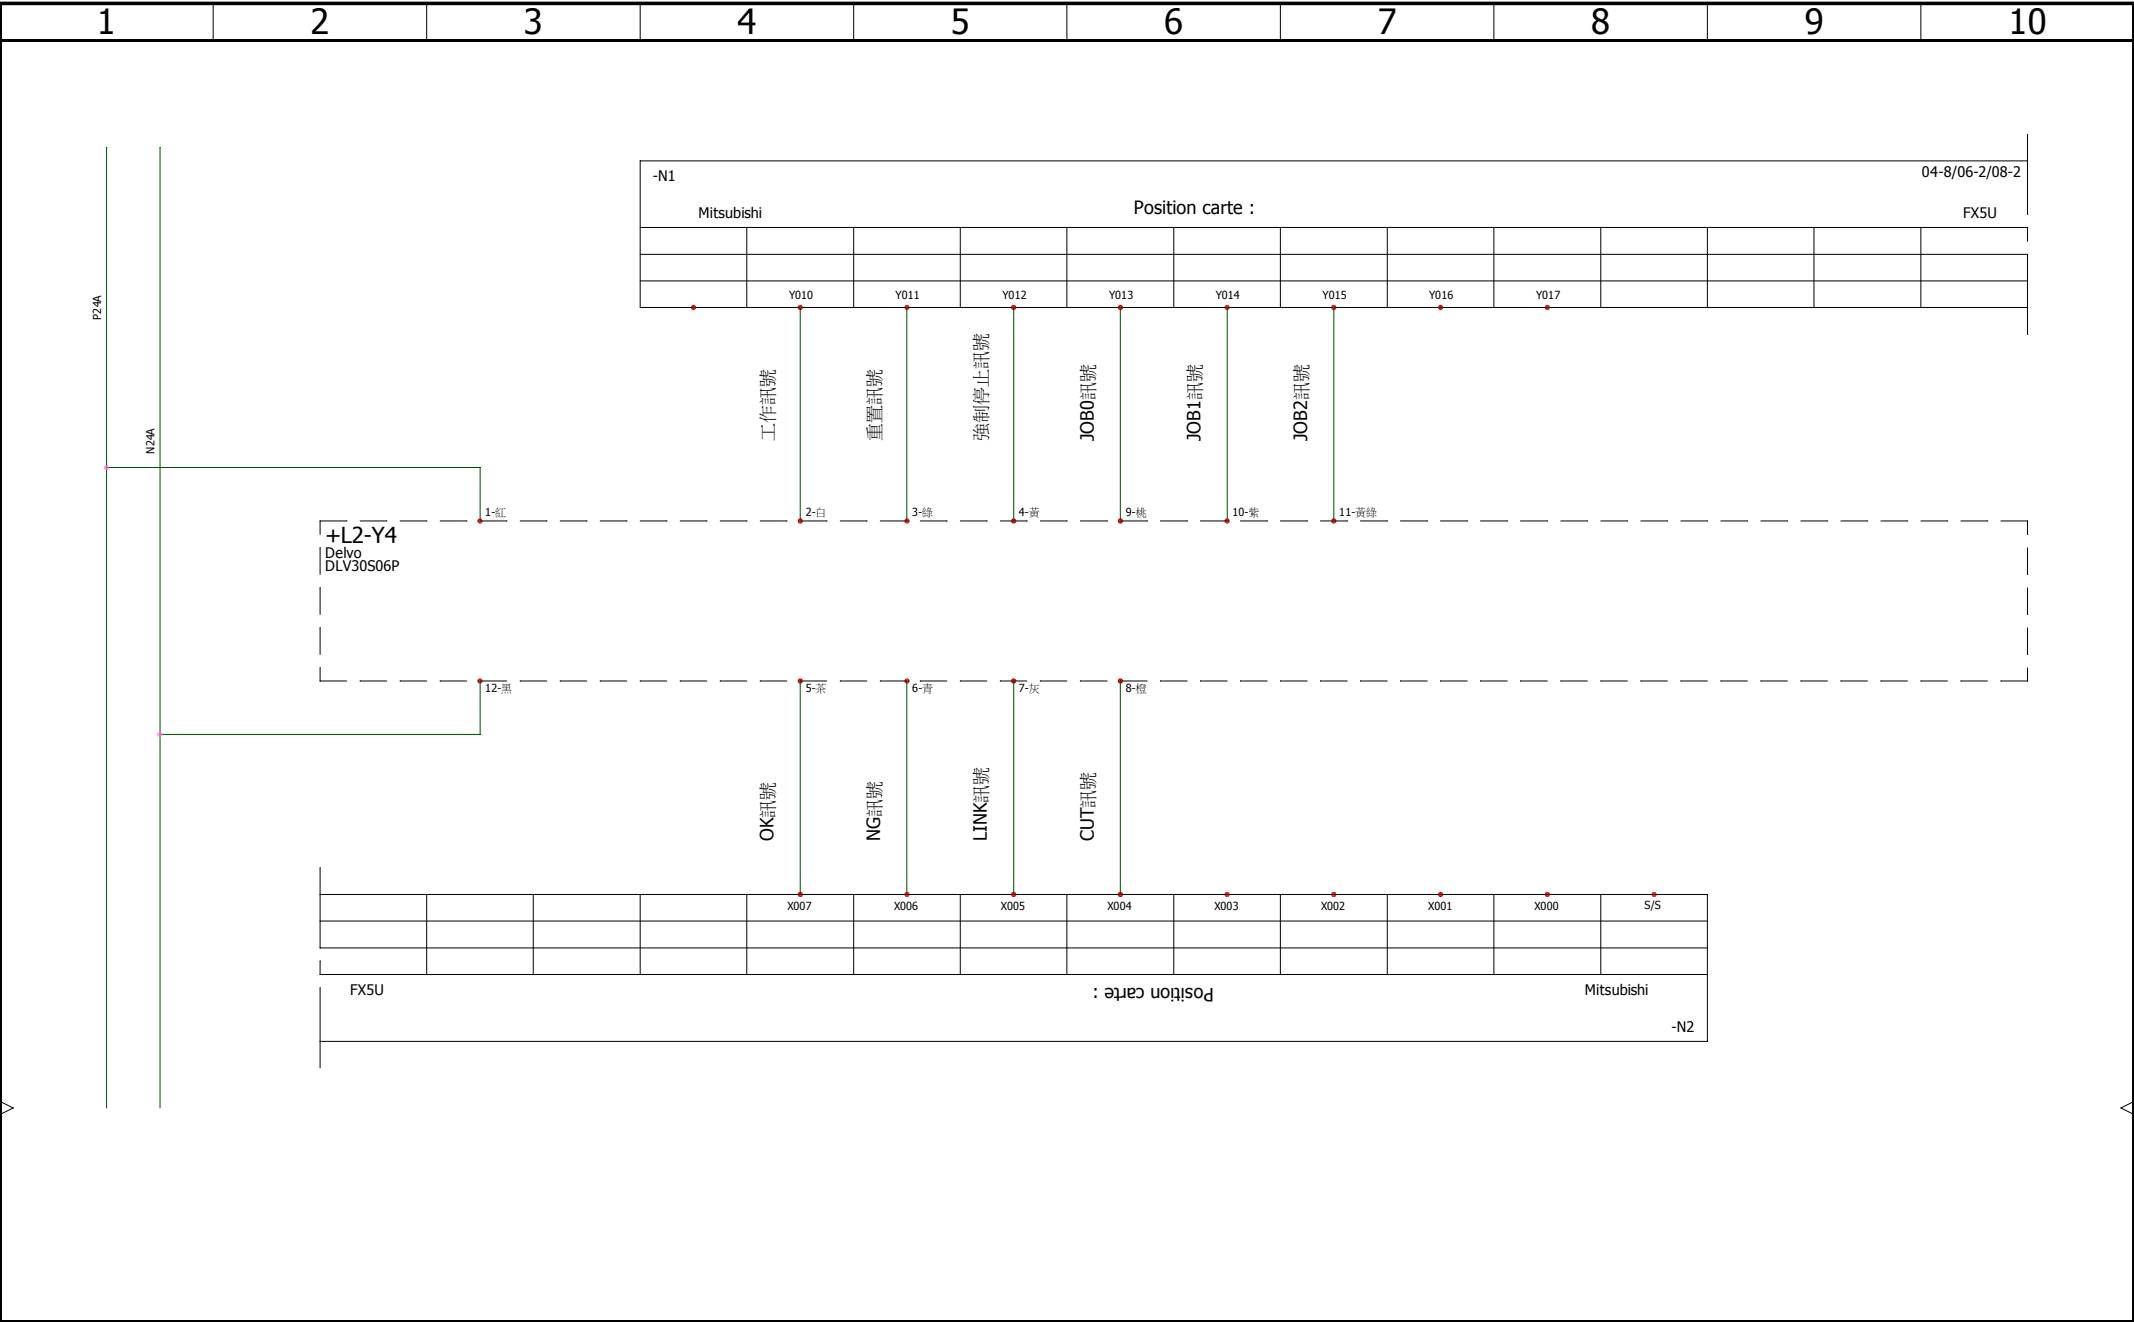 1 2 3 4 5 6 7 8 9 10
-N1 04-8/06-2/08-2
Mitsubishi Position carte : FX5U
Y010 Y011 Y012 Y013 Y014 Y015 Y016 Y017
P24A
N24A
工作訊號
重置訊號
強制停止訊號
JOB0訊號
JOB1訊號
JOB2訊號
1-紅 2-白 3-綠 4-黃 9-桃 10-紫 11-黃綠
+L2-Y4
Delvo
DLV30S06P
12-黑 5-茶 6-青 7-灰 8-橙
OK訊號
NG訊號
LINK訊號
CUT訊號
X007 X006 X005 X004 X003 X002 X001 X000 S/S
FX5U Position carte : Mitsubishi
-N2